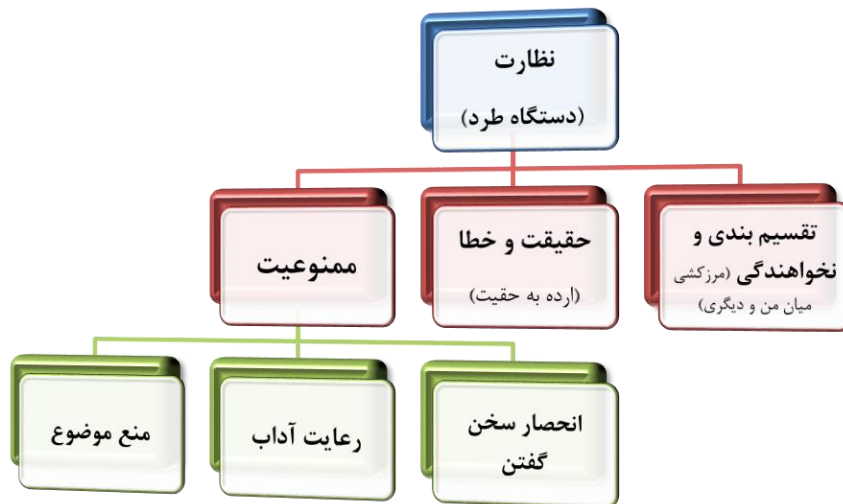 نظارت
(دستگاه طرد)
تقسیم بندی و
نخواهندگی (مرزکشی
میان من و دیگری)
حقیقت و خطا
(ارده به حقیت)
ممنوعیت
انحصار سخن
گفتن
رعایت آداب
منع موضوع